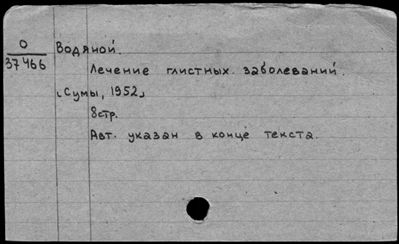 О
37466
Водяной.
Лечение глистных заболеваний.
[Сумы, 1952]
8стр.
Авт. указан в конце текста.